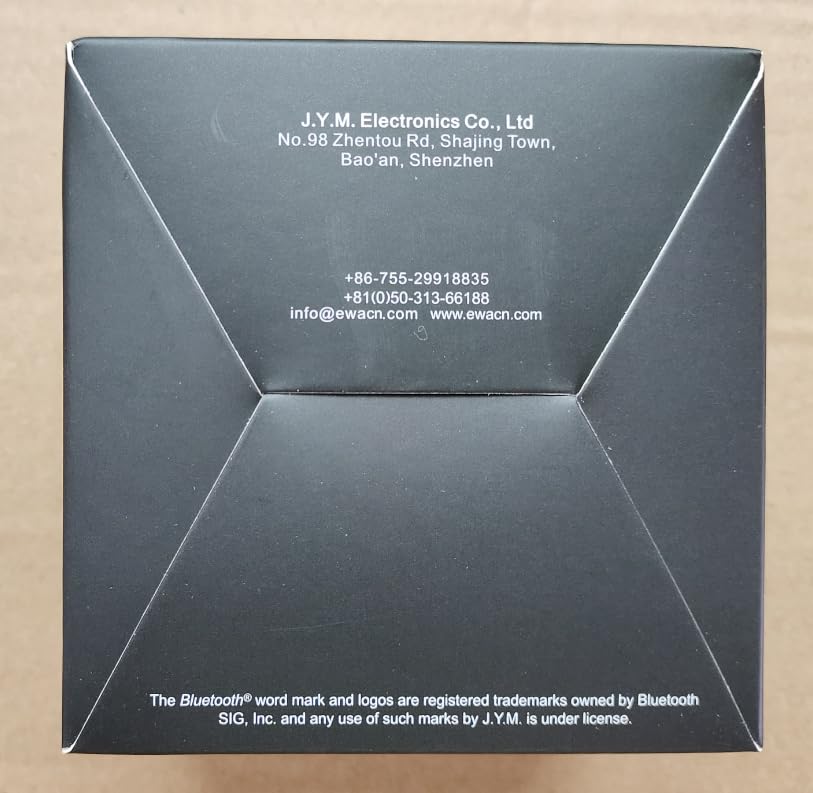 J.Y.M. Electronics Co., Ltd
No.98 Zhentou Rd, Shajing Town,
Bao'an, Shenzhen
+86-755-29918835
+81(0)50-313-66188
info@ewacn.com www.ewacn.com
The Bluetooth® word mark and logos are registered trademarks owned by Bluetooth
SIG, Inc. and any use of such marks by J.Y.M. is under license.